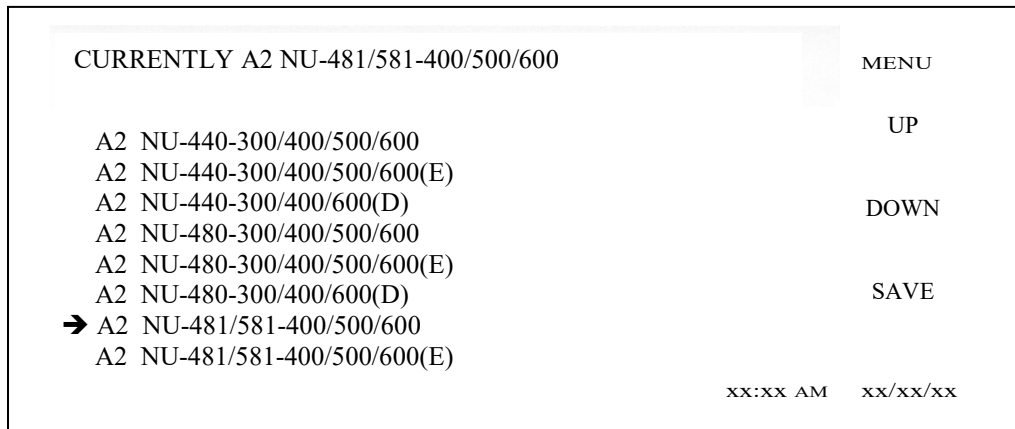 CURRENTLY A2 NU-481/581-400/500/600
MENU
UP
A2 NU-440-300/400/500/600
A2 NU-440-300/400/500/600(E)
A2 NU-440-300/400/600(D)
DOWN
A2 NU-480-300/400/500/600
A2 NU-480-300/400/500/600(E)
A2 NU-480-300/400/600(D)
SAVE
➔ A2 NU-481/581-400/500/600
A2 NU-481/581-400/500/600(E)
xx:xx AM xx/xx/xx